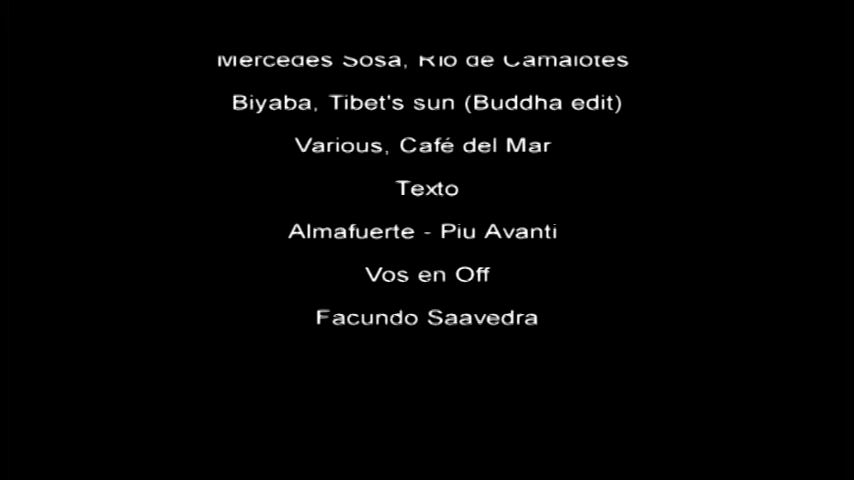 Mercedes Sosa, Rio de Camalotes
Biyaba, Tibet's sun (Buddha edit)
Various, Café del Mar
Texto
Almafuerte - Piu Avanti
Vos en Off
Facundo Saavedra